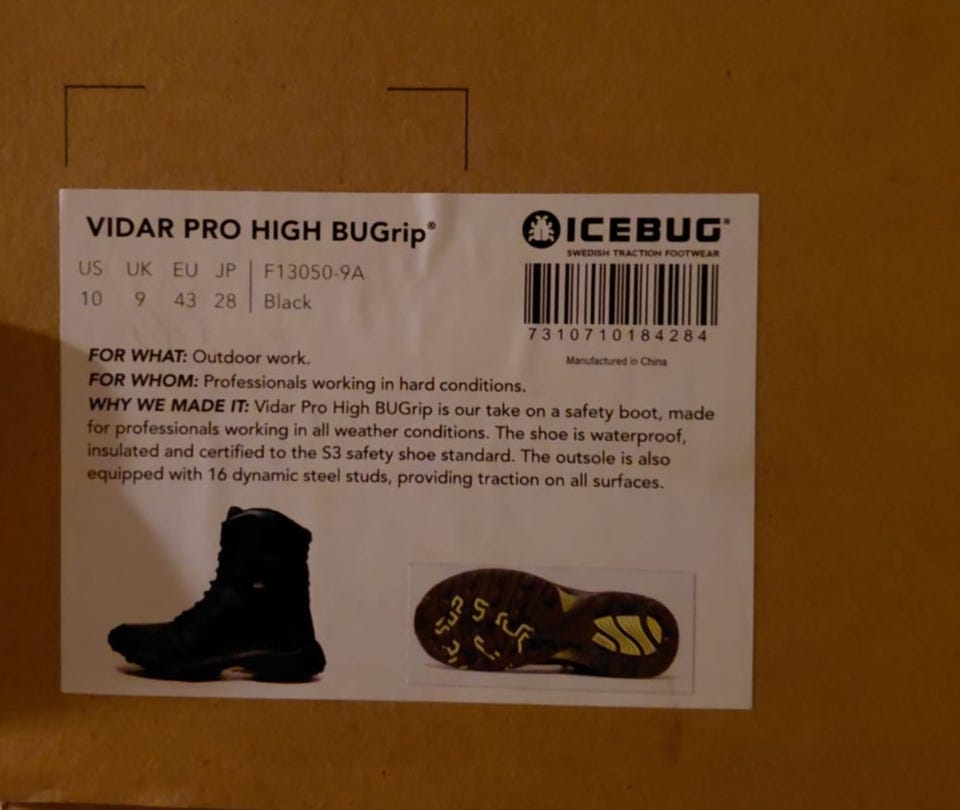 VIDAR PRO HIGH BUGrip®
US UK EU JP F13050-9A
10 9 43 28 Black
ICEBUG®
SWEDISH TRACTION FOOTWEAR
7310710184284
Manufactured in China
FOR WHAT: Outdoor work.
FOR WHOM: Professionals working in hard conditions.
WHY WE MADE IT: Vidar Pro High BUGrip is our take on a safety boot, made
for professionals working in all weather conditions. The shoe is waterproof,
insulated and certified to the S3 safety shoe standard. The outsole is also
equipped with 16 dynamic steel studs, providing traction on all surfaces.